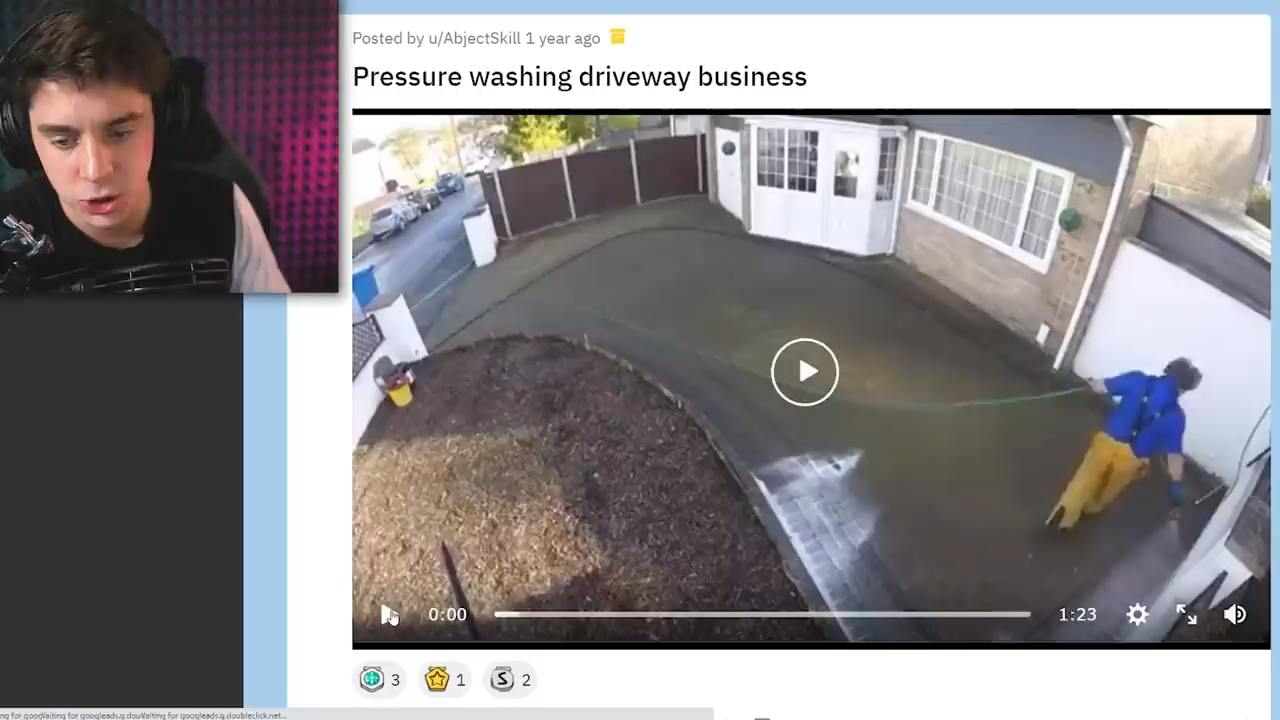 Posted by u/AbjectSkill 1 year ago
Pressure washing driveway business
0:00
1:23
3
1
S 2